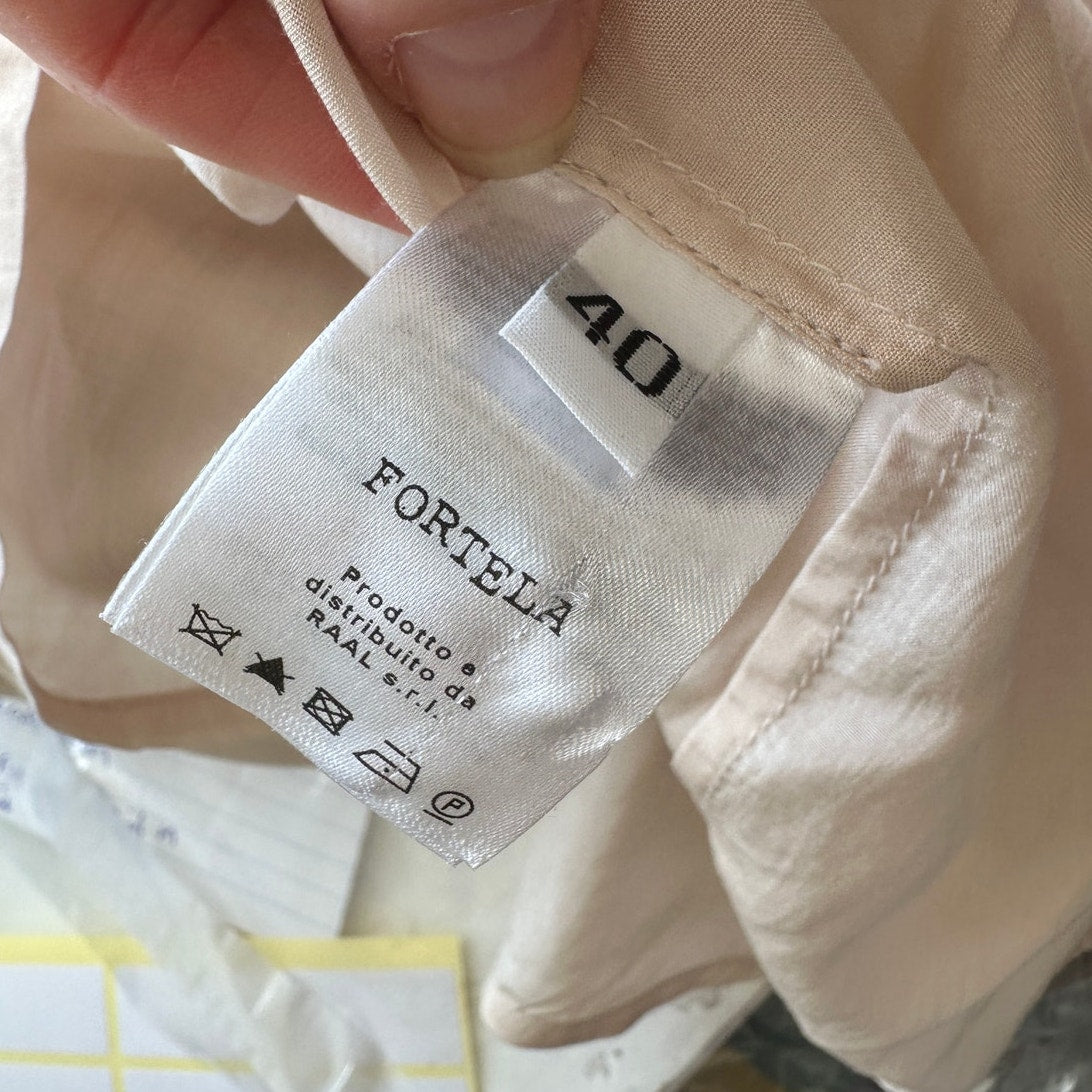 40
FORTELA
Prodotto e
distribuito da
RAAL s.r.l.
P